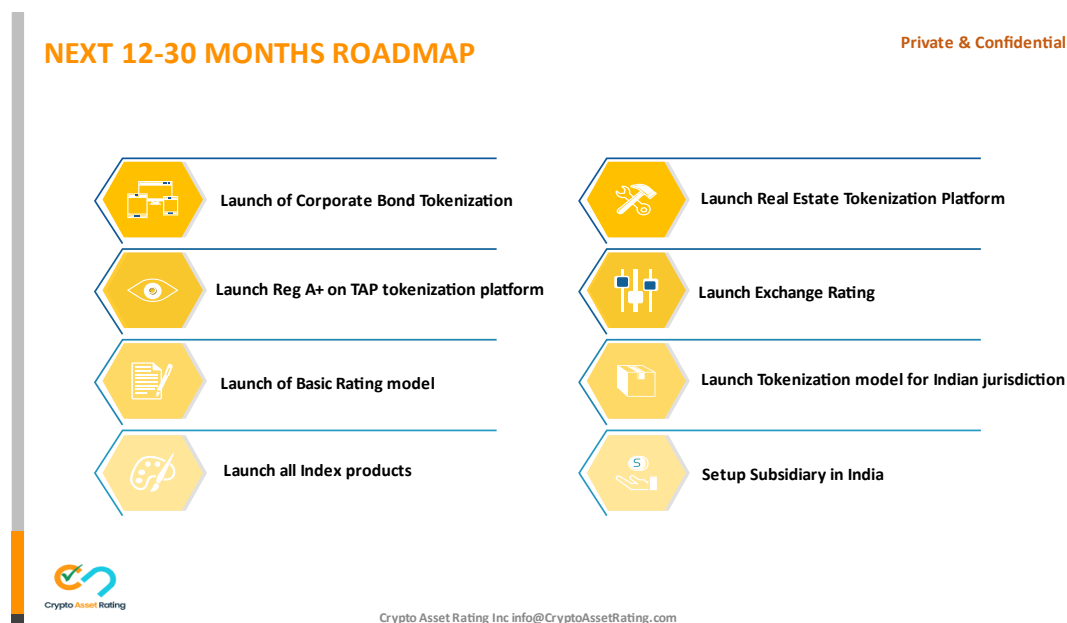 NEXT 12-30 MONTHS ROADMAP
Private & Confidential
Launch of Corporate Bond Tokenization
Launch Reg A+ on TAP tokenization platform
Launch of Basic Rating model
Launch all Index products
Launch Real Estate Tokenization Platform
Launch Exchange Rating
Launch Tokenization model for Indian jurisdiction
S
Setup Subsidiary in India
Crypto Asset Rating
Crypto Asset Rating Inc info@CryptoAssetRating.com